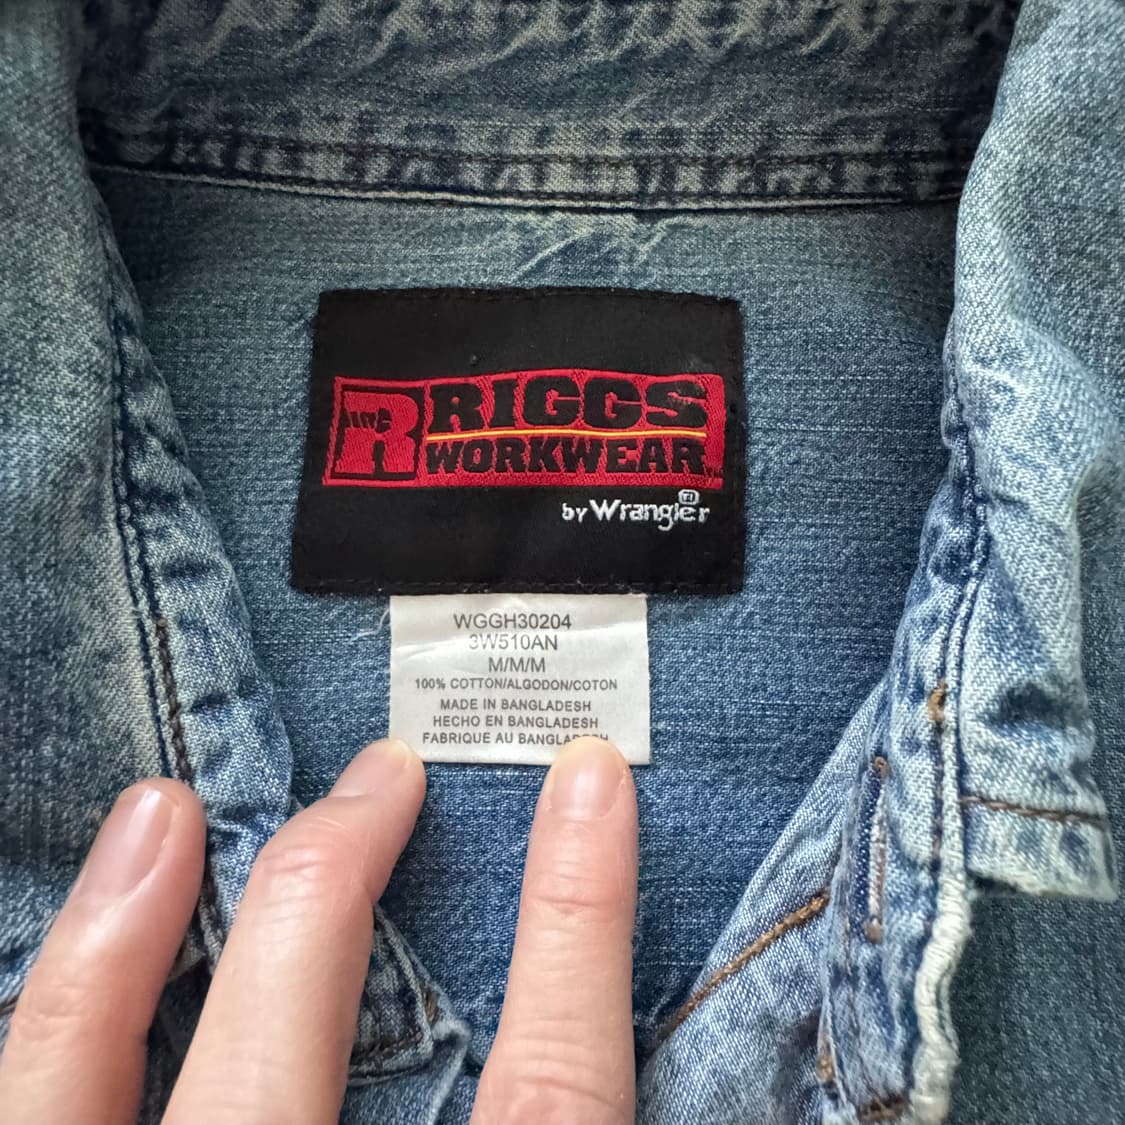 RIGGS
WORKWEAR
by Wrangler
WGGH30204
3W510AN
M/M/M
100% COTTON/ALGODON/COTON
MADE IN BANGLADESH
HECHO EN BANGLADESH
FABRIQUE AU BANGLADESH